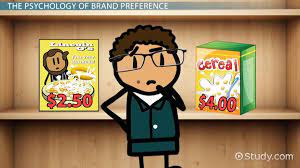 THE PSYCHOLOGY OF BRAND PREFERENCE
$2.50
cereal
$4.00
Study.com